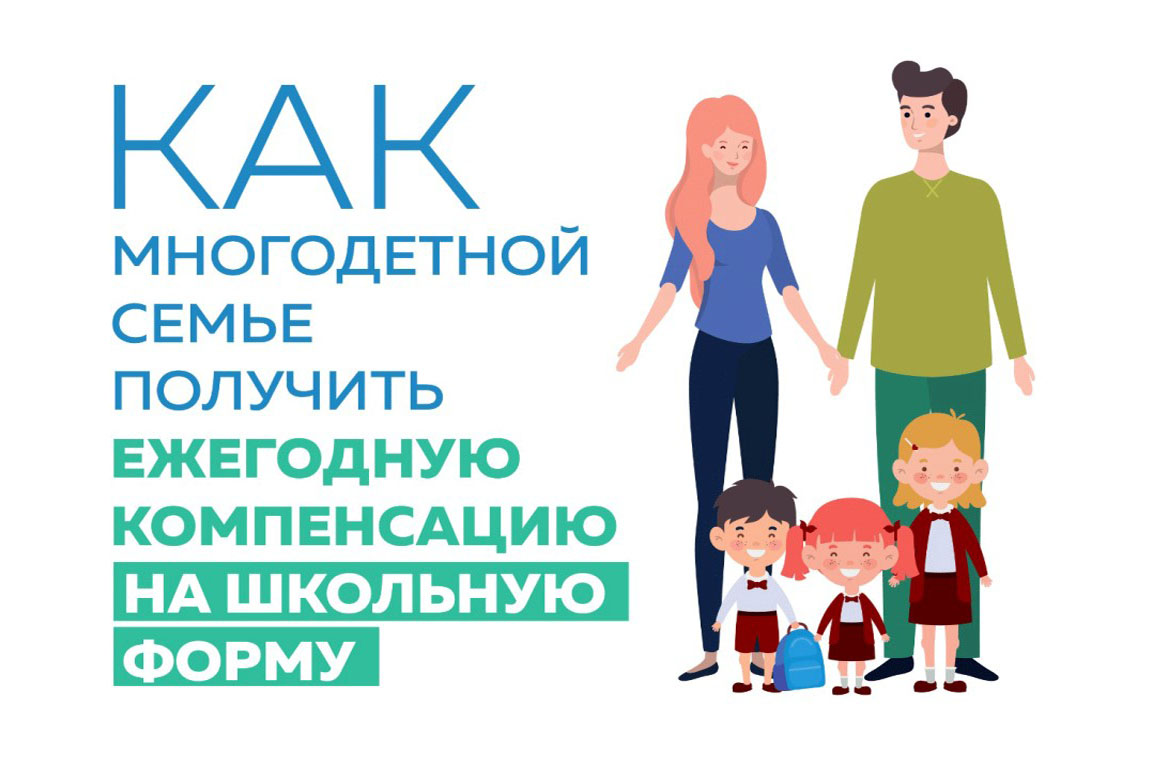 КАК
МНОГОДЕТНОЙ
СЕМЬЕ
ПОЛУЧИТЬ
ЕЖЕГОДНУЮ
КОМПЕНСАЦИЮ
НА ШКОЛЬНУЮ
ФОРМУ